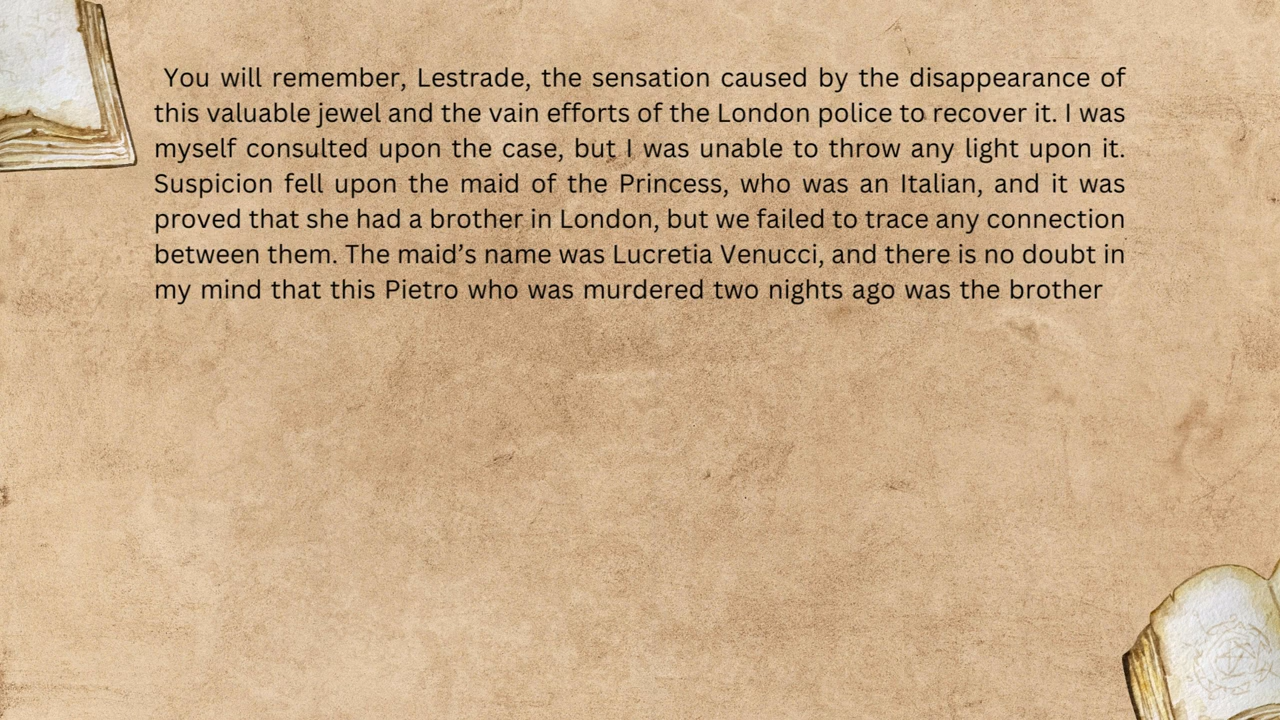 You will remember, Lestrade, the sensation caused by the disappearance of
this valuable jewel and the vain efforts of the London police to recover it. I was
myself consulted upon the case, but I was unable to throw any light upon it.
Suspicion fell upon the maid of the Princess, who was an Italian, and it was
proved that she had a brother in London, but we failed to trace any connection
between them. The maid’s name was Lucretia Venucci, and there is no doubt in
my mind that this Pietro who was murdered two nights ago was the brother